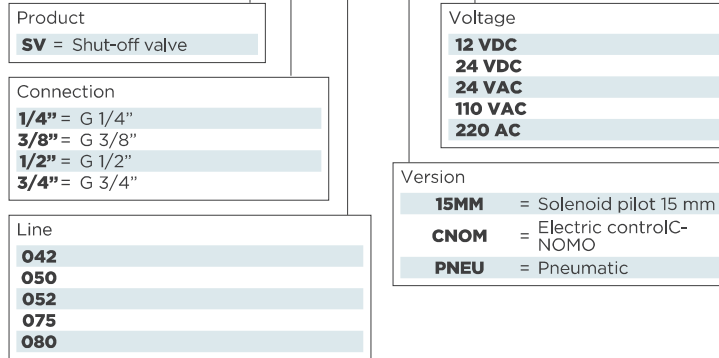 Product
SV = Shut-off valve
Connection
1/4” = G 1/4”
3/8” = G 3/8”
1/2” = G 1/2”
3/4” = G 3/4”
Line
042
050
052
075
080
Voltage
12 VDC
24 VDC
24 VAC
110 VAC
220 AC
Version
15MM = Solenoid pilot 15 mm
CNOM = Electric controlC-
NOMO
PNEU = Pneumatic